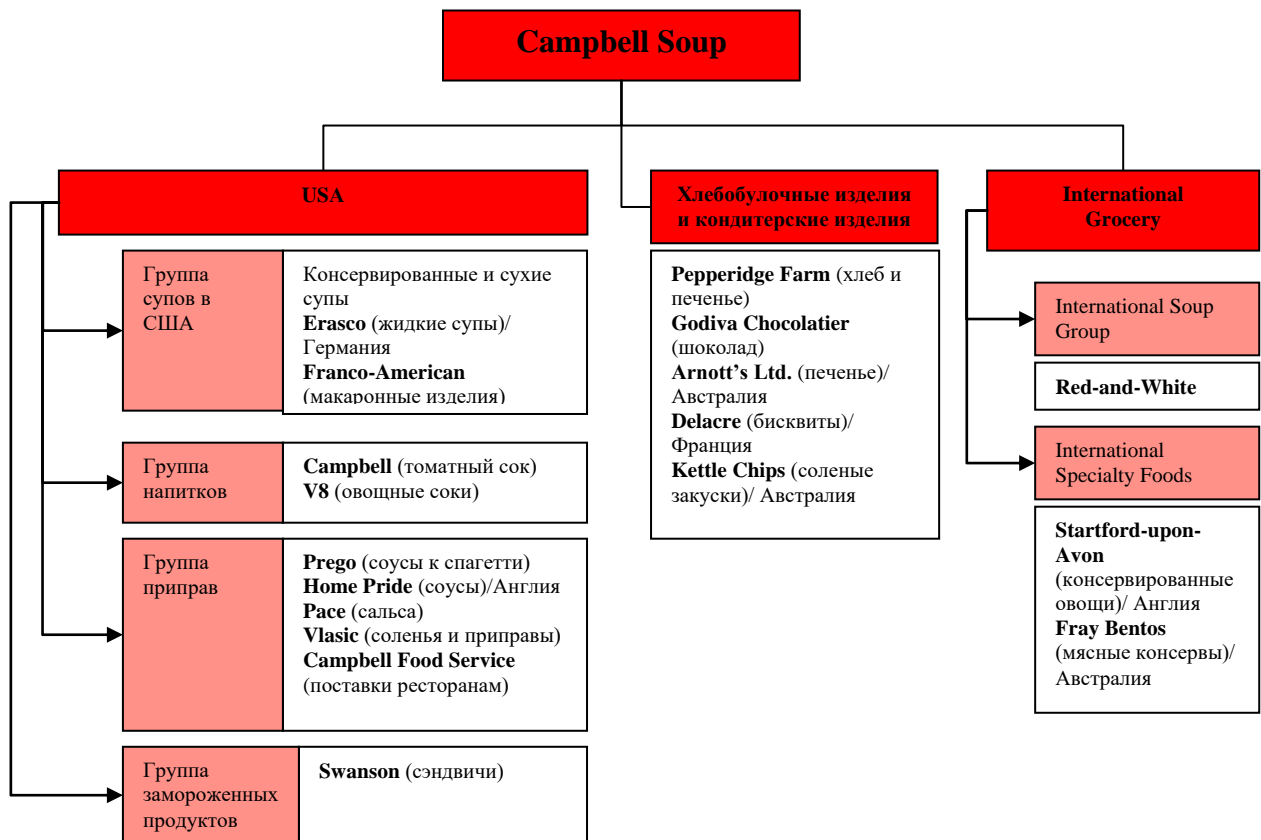 Campbell Soup
USA
Группа
супов в
США
Консервированные и сухие
супы
Erasco (жидкие супы)/
Германия
Franco-American
(макаронные изделия)
Группа
напитков
Campbell (томатный сок)
V8 (овощные соки)
Группа
приправ
Prego (соусы к спагетти)
Home Pride (соусы)/Англия
Pace (сальса)
Vlasic (соленья и приправы)
Campbell Food Service
(поставки ресторанам)
Группа
замороженных
продуктов
Swanson (сэндвичи)
Хлебобулочные изделия
и кондитерские изделия
Pepperidge Farm (хлеб и
печенье)
Godiva Chocolatier
(шоколад)
Arnott's Ltd. (печенье)/
Австралия
Delacre (бисквиты)/
Франция
Kettle Chips (соленые
закуски)/ Австралия
International
Grocery
International Soup
Group
Red-and-White
International
Specialty Foods
Startford-upon-
Avon
(консервированные
овощи)/ Англия
Fray Bentos
(мясные консервы)/
Австралия